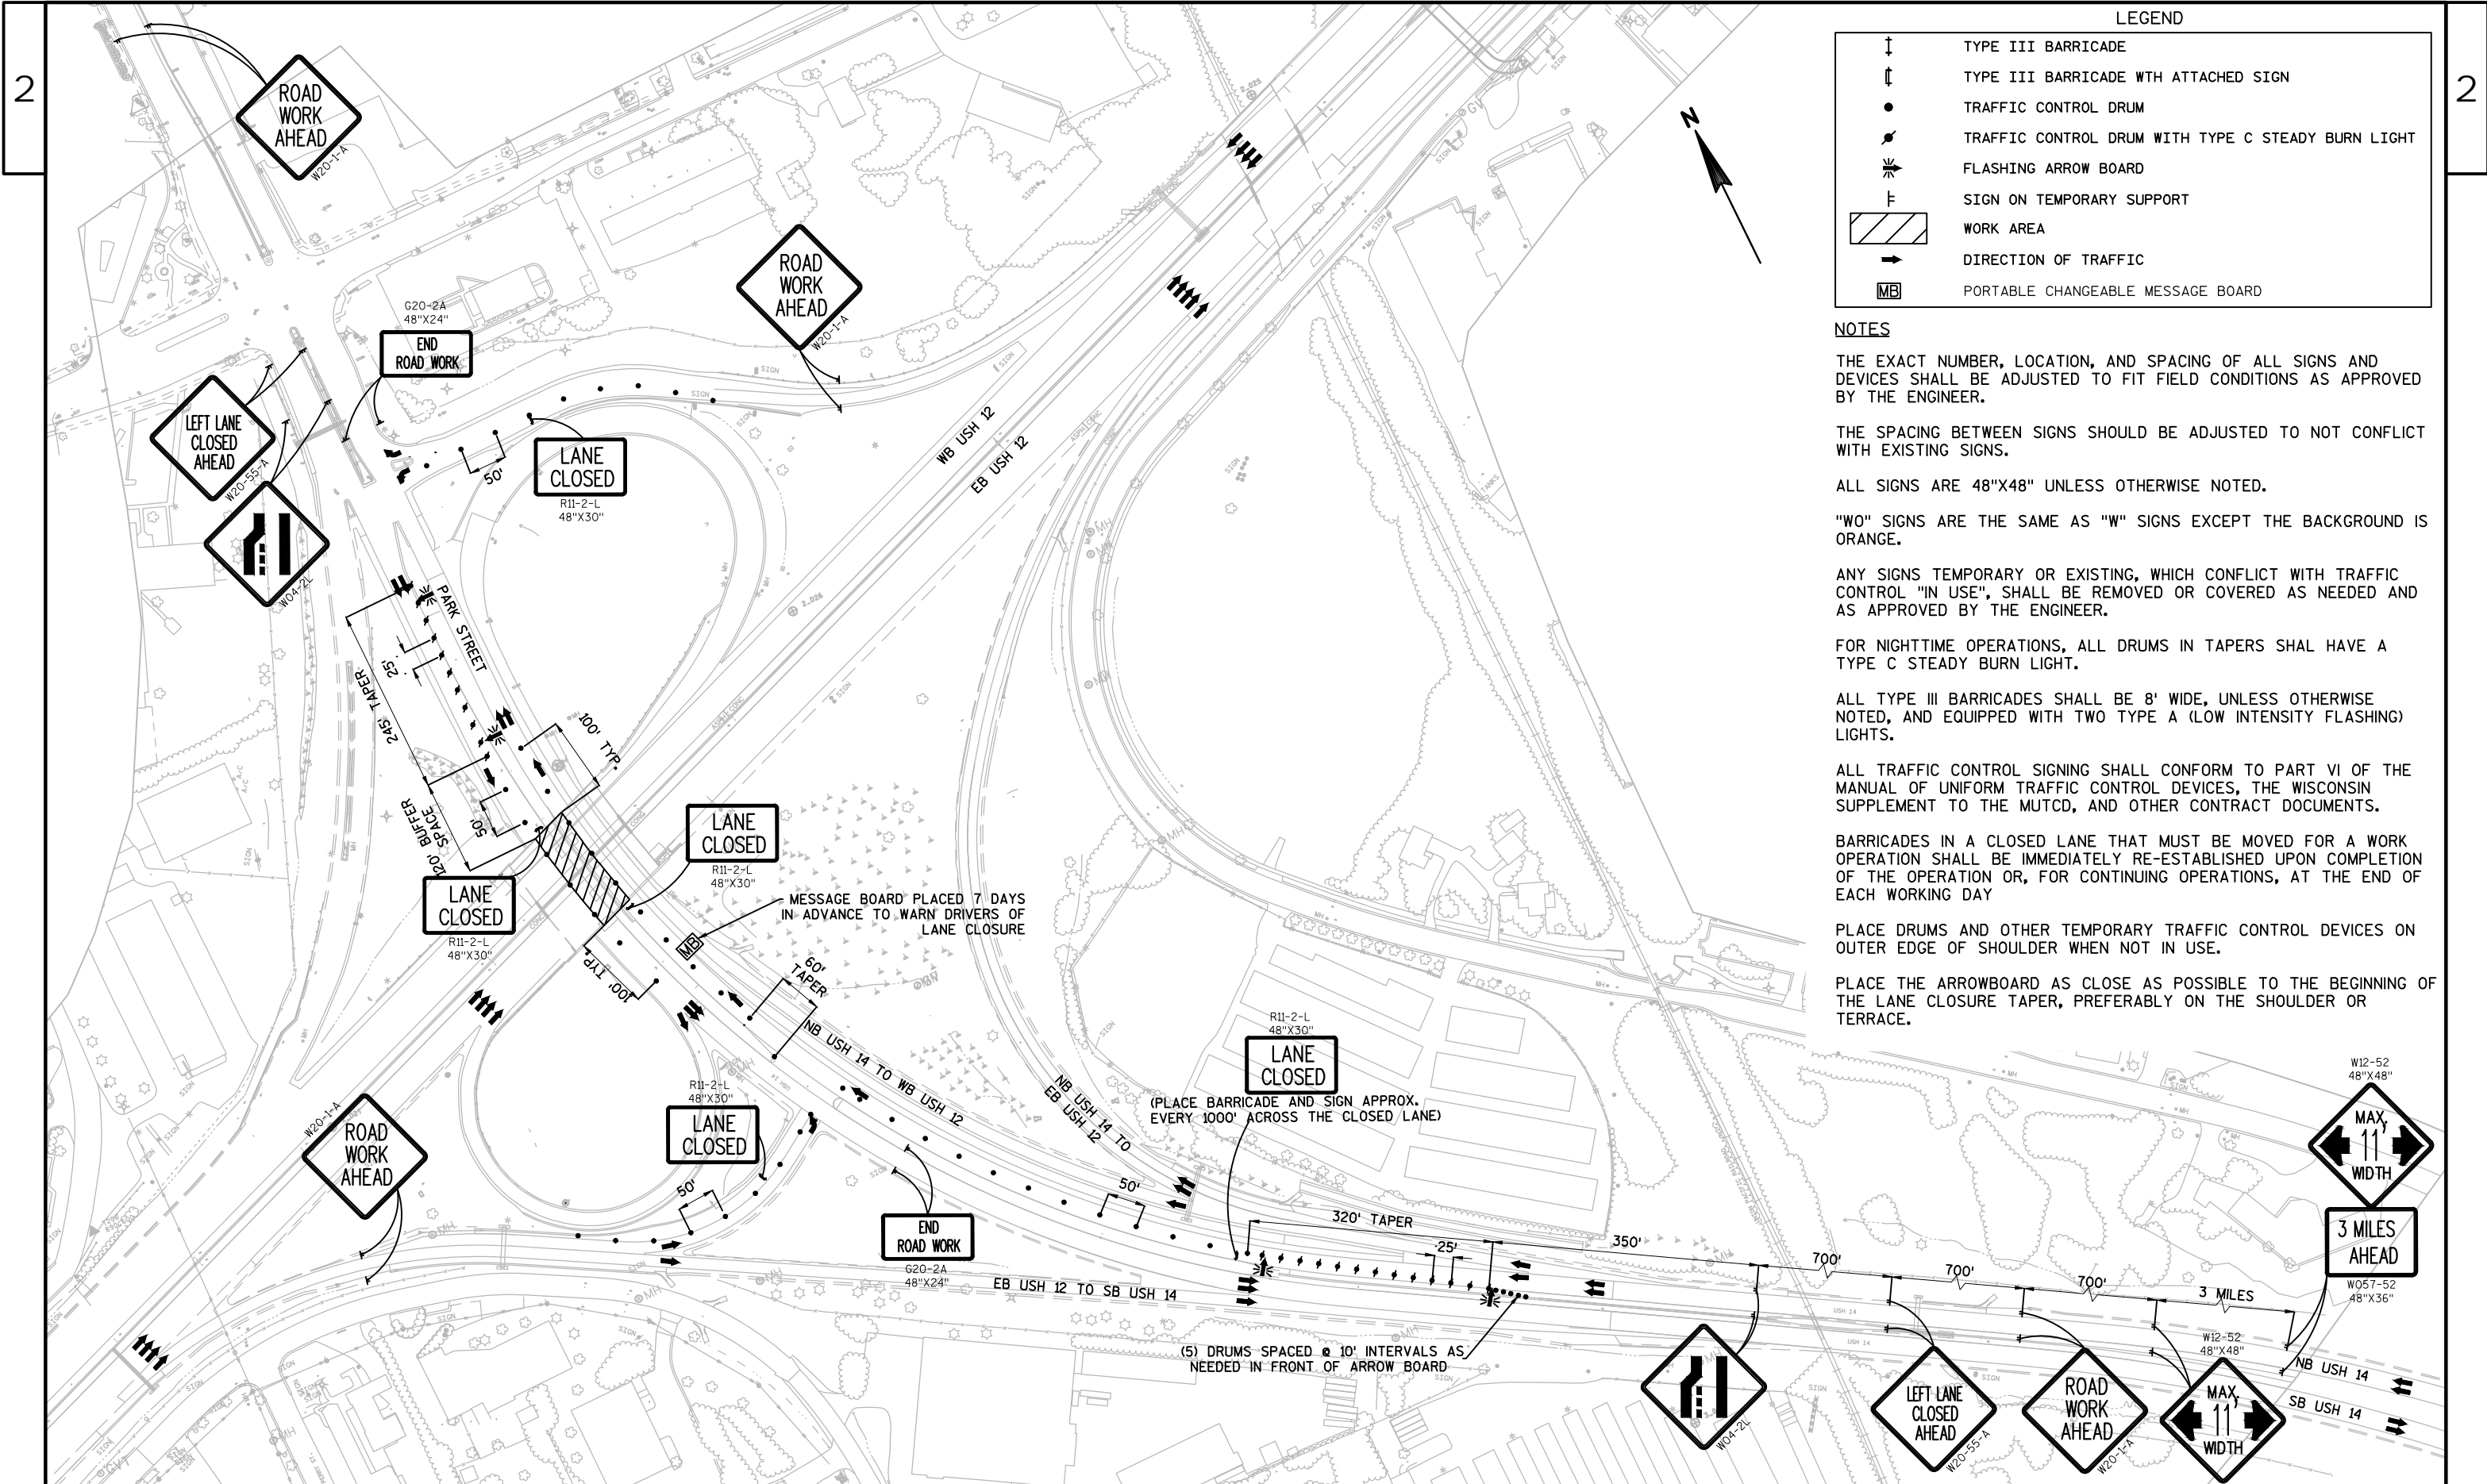 2
2
LEGEND
TYPE III BARRICADE
TYPE III BARRICADE WTH ATTACHED SIGN
TRAFFIC CONTROL DRUM
TRAFFIC CONTROL DRUM WITH TYPE C STEADY BURN LIGHT
FLASHING ARROW BOARD
SIGN ON TEMPORARY SUPPORT
WORK AREA
DIRECTION OF TRAFFIC
MB
PORTABLE CHANGEABLE MESSAGE BOARD
NOTES
THE EXACT NUMBER, LOCATION, AND SPACING OF ALL SIGNS AND
DEVICES SHALL BE ADJUSTED TO FIT FIELD CONDITIONS AS APPROVED
BY THE ENGINEER.
THE SPACING BETWEEN SIGNS SHOULD BE ADJUSTED TO NOT CONFLICT
WITH EXISTING SIGNS.
ALL SIGNS ARE 48"X48" UNLESS OTHERWISE NOTED.
"WO" SIGNS ARE THE SAME AS "W" SIGNS EXCEPT THE BACKGROUND IS
ORANGE.
ANY SIGNS TEMPORARY OR EXISTING, WHICH CONFLICT WITH TRAFFIC
CONTROL "IN USE", SHALL BE REMOVED OR COVERED AS NEEDED AND
AS APPROVED BY THE ENGINEER.
FOR NIGHTTIME OPERATIONS, ALL DRUMS IN TAPERS SHAL HAVE A
TYPE C STEADY BURN LIGHT.
ALL TYPE III BARRICADES SHALL BE 8' WIDE, UNLESS OTHERWISE
NOTED, AND EQUIPPED WITH TWO TYPE A (LOW INTENSITY FLASHING)
LIGHTS.
ALL TRAFFIC CONTROL SIGNING SHALL CONFORM TO PART VI OF THE
MANUAL OF UNIFORM TRAFFIC CONTROL DEVICES, THE WISCONSIN
SUPPLEMENT TO THE MUTCD, AND OTHER CONTRACT DOCUMENTS.
BARRICADES IN A CLOSED LANE THAT MUST BE MOVED FOR A WORK
OPERATION SHALL BE IMMEDIATELY RE-ESTABLISHED UPON COMPLETION
OF THE OPERATION OR, FOR CONTINUING OPERATIONS, AT THE END OF
EACH WORKING DAY
PLACE DRUMS AND OTHER TEMPORARY TRAFFIC CONTROL DEVICES ON
OUTER EDGE OF SHOULDER WHEN NOT IN USE.
PLACE THE ARROWBOARD AS CLOSE AS POSSIBLE TO THE BEGINNING OF
THE LANE CLOSURE TAPER, PREFERABLY ON THE SHOULDER OR
TERRACE.
N
ROAD
WORK
AHEAD
W20-1-A
ROAD
WORK
AHEAD
W20-1-A
G20-2A
48"X24"
END
ROAD WORK
LEFT LANE
CLOSED
AHEAD
W20-55-A
WO4-2L
LANE
CLOSED
R11-2-L
48"X30"
50'
WB USH 12
EB USH 12
PARK STREET
25'
245' TAPER
100' TYP.
50'
120' BUFFER
SPACE
LANE
CLOSED
R11-2-L
48"X30"
LANE
CLOSED
R11-2-L
48"X30"
MESSAGE BOARD PLACED 7 DAYS
IN ADVANCE TO WARN DRIVERS OF
LANE CLOSURE
MB
100' TYP.
60'
TAPER
NB USH 14 TO WB USH 12
NB USH 14 TO
EB USH 12
R11-2-L
48"X30"
LANE
CLOSED
(PLACE BARRICADE AND SIGN APPROX.
EVERY 1000' ACROSS THE CLOSED LANE)
R11-2-L
48"X30"
LANE
CLOSED
50'
W20-1-A
ROAD
WORK
AHEAD
END
ROAD WORK
G20-2A
48"X24"
50'
EB USH 12 TO SB USH 14
320' TAPER
25'
350'
700'
700'
700'
3 MILES
(5) DRUMS SPACED @ 10' INTERVALS AS
NEEDED IN FRONT OF ARROW BOARD
WO4-2L
LEFT LANE
CLOSED
AHEAD
W20-55-A
ROAD
WORK
AHEAD
W20-1-A
W12-52
48"X48"
MAX.
11'
WIDTH
W12-52
48"X48"
MAX.
11'
WIDTH
3 MILES
AHEAD
WO57-52
48"X36"
NB USH 14
SB USH 14
USH 14
USH 14
2.025
2.026